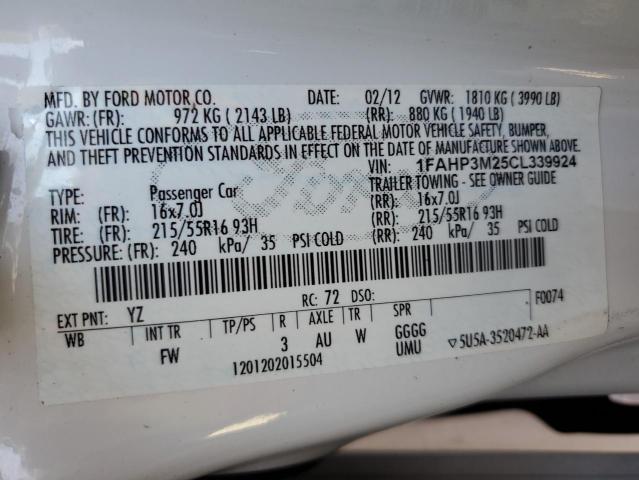 MFD. BY FORD MOTOR CO. DATE: 02/12 GVWR: 1810 KG ( 3990 LB)
GAWR: (FR): 972 KG ( 2143 LB) (RR): 880 KG ( 1940 LB)
THIS VEHICLE CONFORMS TO ALL APPLICABLE FEDERAL MOTOR VEHICLE SAFETY, BUMPER,
AND THEFT PREVENTION STANDARDS IN EFFECT ON THE DATE OF MANUFACTURE SHOWN ABOVE.
VIN: 1FAHP3M25CL339924
TYPE: Passenger Car TRAILER TOWING - SEE OWNER GUIDE
RIM: (FR): 16x7.0J (RR): 16x7.0J
TIRE: (FR): 215/55R16 93H (RR): 215/55R16 93H
PRESSURE: (FR): 240 kPa/ 35 PSI COLD (RR): 240 kPa/ 35 PSI COLD
EXT PNT: YZ RC: 72 DSO: F0074
WB INT TR TP/PS R AXLE TR SPR
FW 3 AU W GGGG
UMU
1201202015504 ▽5U5A-3520472-AA